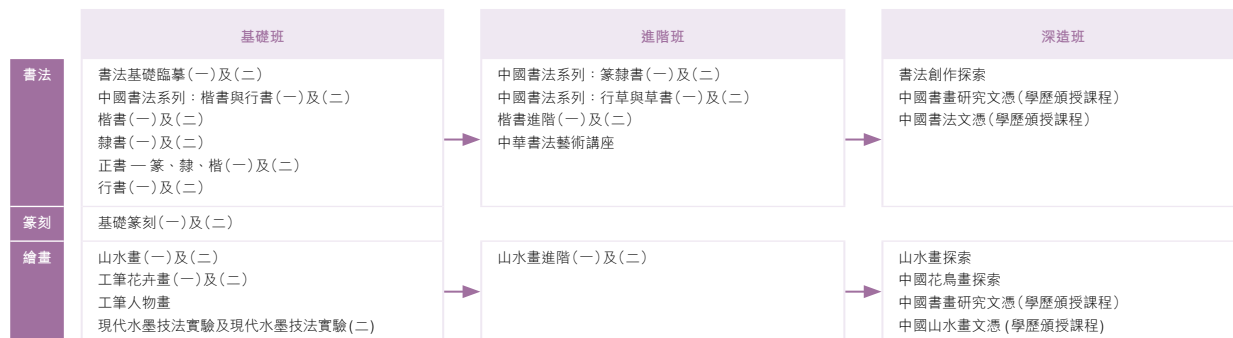 基礎班
進階班
深造班
書法
書法基礎臨摹(一)及(二)
中國書法系列：楷書與行書(一)及(二)
楷書(一)及(二)
隸書(一)及(二)
正書 — 篆、隸、楷(一)及(二)
行書(一)及(二)
中國書法系列：篆隸書(一)及(二)
中國書法系列：行草與草書(一)及(二)
楷書進階(一)及(二)
中華書法藝術講座
書法創作探索
中國書畫研究文憑(學歷頒授課程)
中國書法文憑(學歷頒授課程)
篆刻
基礎篆刻(一)及(二)
繪畫
山水畫(一)及(二)
工筆花卉畫(一)及(二)
工筆人物畫
現代水墨技法實驗及現代水墨技法實驗(二)
山水畫進階(一)及(二)
山水畫探索
中國花鳥畫探索
中國書畫研究文憑(學歷頒授課程)
中國山水畫文憑(學歷頒授課程)